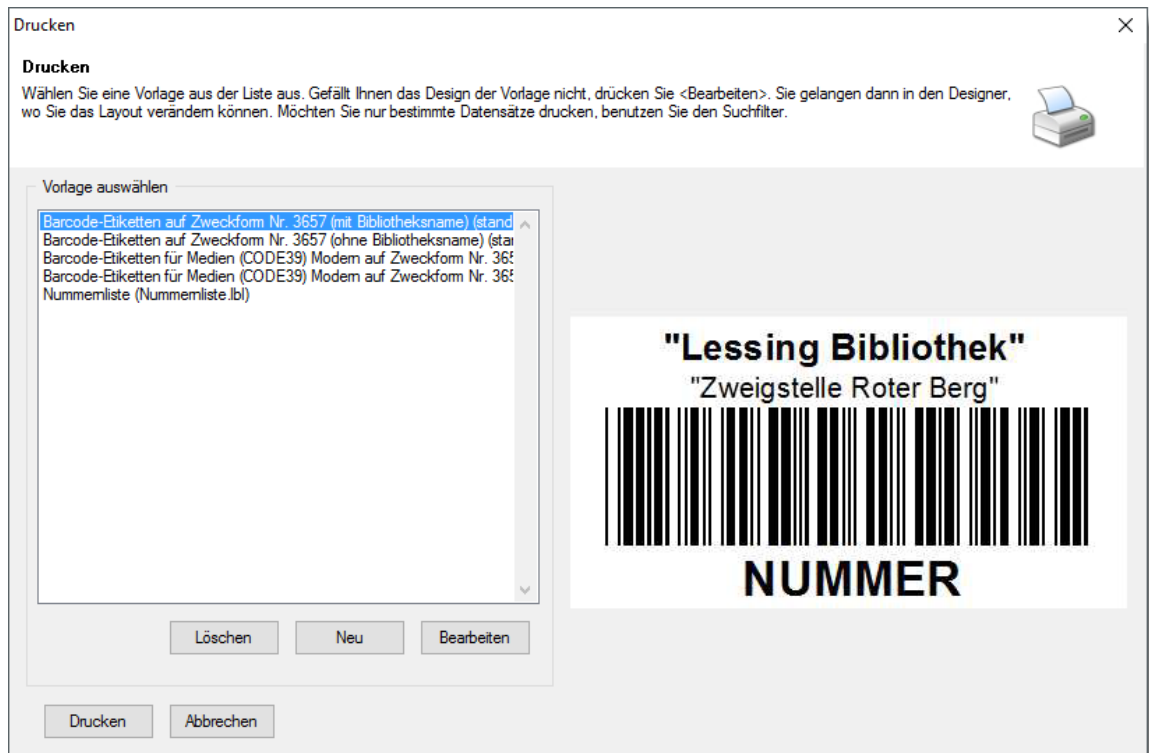 Drucken
Drucken
Wählen Sie eine Vorlage aus der Liste aus. Gefällt Ihnen das Design der Vorlage nicht, drücken Sie <Bearbeiten>. Sie gelangen dann in den Designer,
wo Sie das Layout verändern können. Möchten Sie nur bestimmte Datensätze drucken, benutzen Sie den Suchfilter.
Vorlage auswählen
Barcode-Etiketten auf Zweckform Nr. 3657 (mit Bibliotheksname) (stand
Barcode-Etiketten auf Zweckform Nr. 3657 (ohne Bibliotheksname) (star
Barcode-Etiketten für Medien (CODE39) Modern auf Zweckform Nr. 365
Barcode-Etiketten für Medien (CODE39) Modern auf Zweckform Nr. 365
Nummernliste (Nummernliste.lbl)
"Lessing Bibliothek"
"Zweigstelle Roter Berg"
NUMMER
Löschen
Neu
Bearbeiten
Drucken
Abbrechen